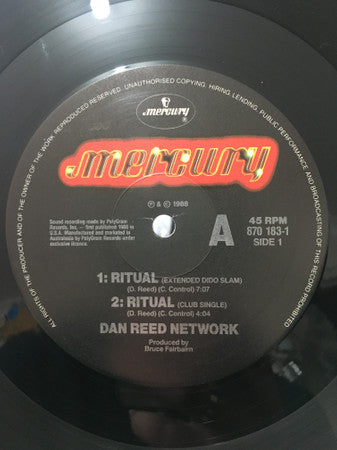 ALL RIGHTS OF THE PRODUCER AND OF THE OWNER OF THE WORK REPRODUCED RESERVED. UNAUTHORISED COPYING, HIRING, LENDING, PUBLIC PERFORMANCE AND BROADCASTING OF THIS RECORD PROHIBITED
mercury
®
mercury
Ⓟ & © 1988
Sound recording made by PolyGram
Records, Inc. – first published 1988 in
U.S.A. Manufactured and marketed in
Australasia by PolyGram Records under
exclusive licence.
A
45 RPM
870 183-1
SIDE 1
1: RITUAL (EXTENDED DIDO SLAM)
(D. Reed) (C. Control) 7:07
2: RITUAL (CLUB SINGLE)
(D. Reed) (C. Control) 4:04
DAN REED NETWORK
Produced by
Bruce Fairbairn